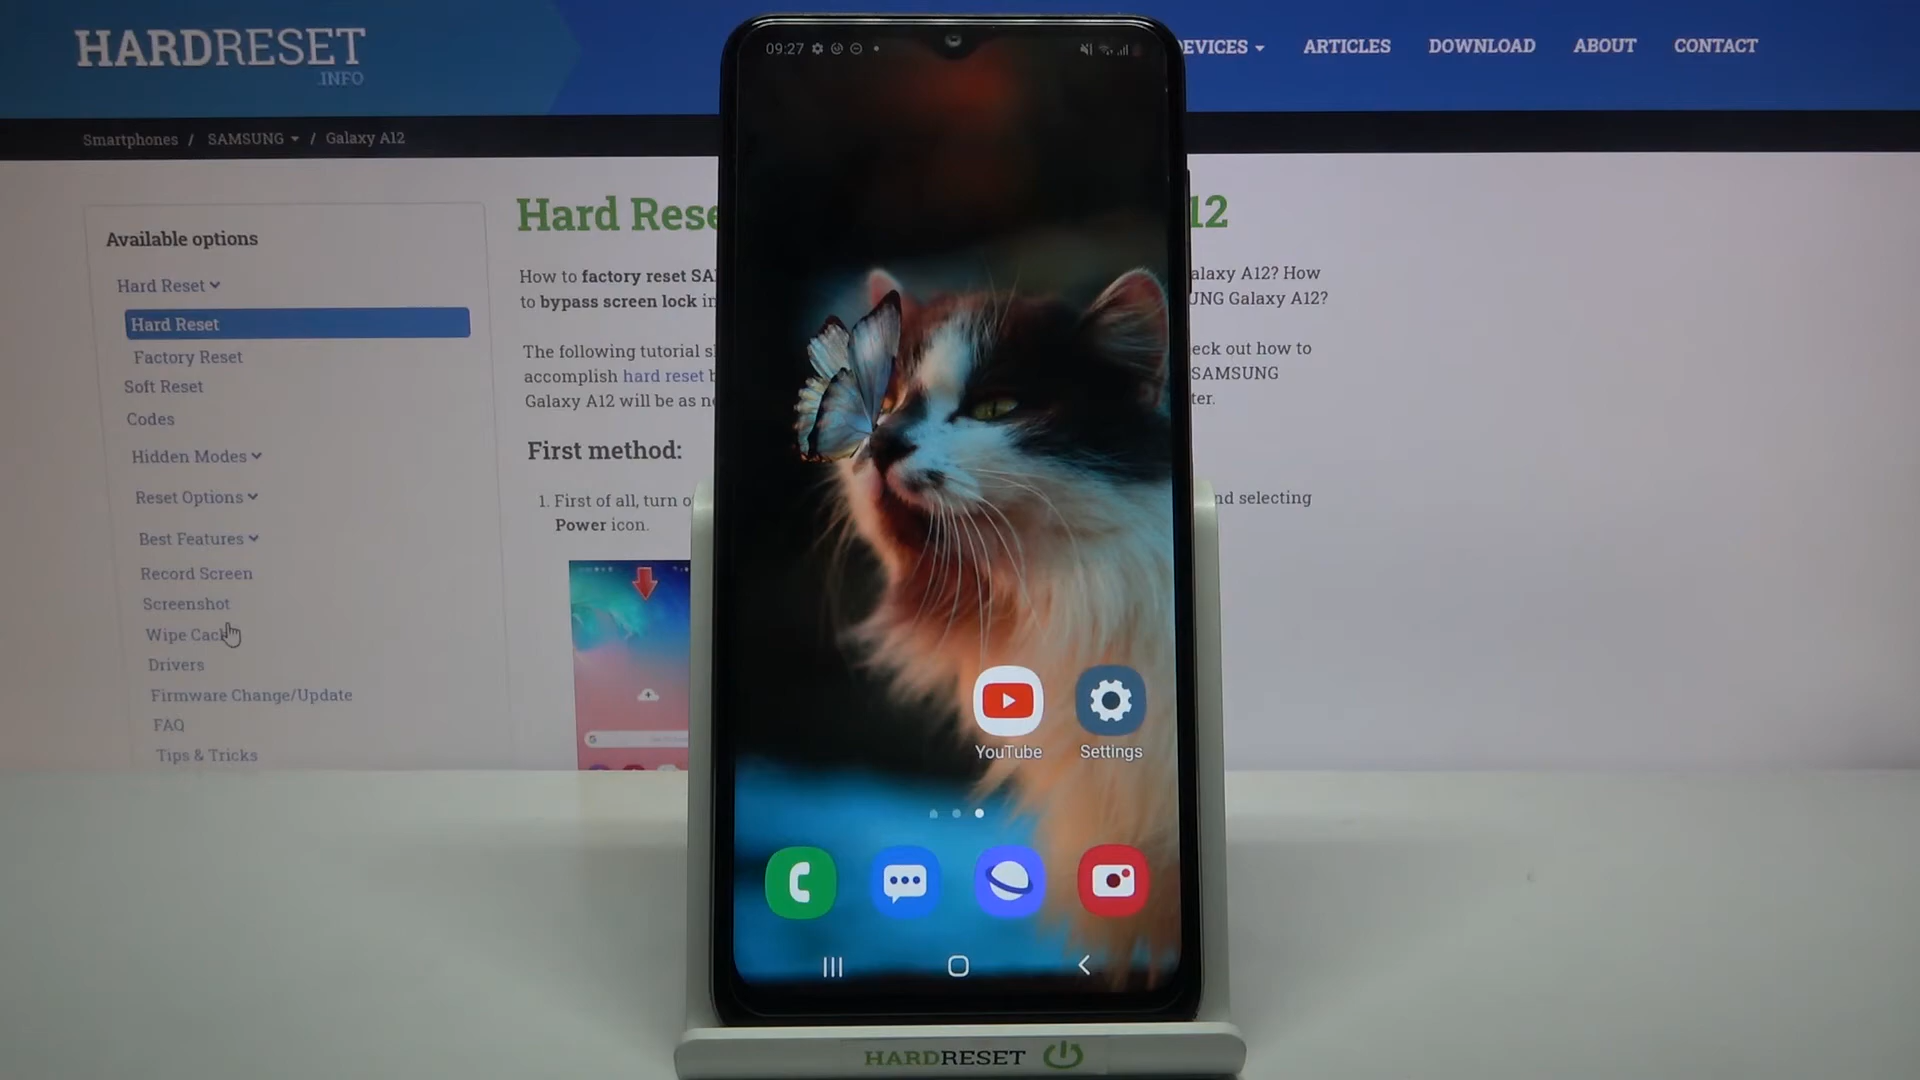 HARDRESET
.INFO
DEVICES
ARTICLES
DOWNLOAD
ABOUT
CONTACT
Smartphones / SAMSUNG / Galaxy A12
Available options
Hard Reset
Hard Reset
Factory Reset
Soft Reset
Codes
Hidden Modes
Reset Options
Best Features
Record Screen
Screenshot
Wipe Cac
Drivers
Firmware Change/Update
FAQ
Tips & Tricks
Hard Rese
12
How to factory reset SA
alaxy A12? How
to bypass screen lock in
UNG Galaxy A12?
The following tutorial s
eck out how to
accomplish hard reset b
SAMSUNG
Galaxy A12 will be as ne
ter.
First method:
1. First of all, turn o
nd selecting
Power icon.
09:27
YouTube
Settings
HARDRESET